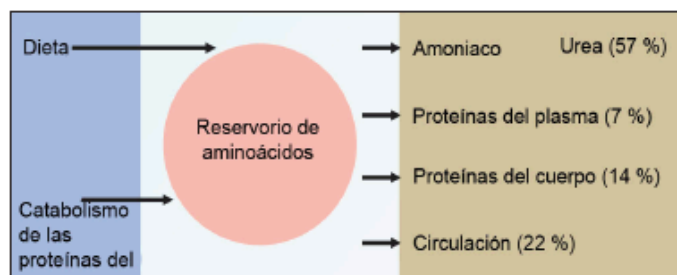 Dieta
Catabolismo
de las
proteínas del
Reservorio de
aminoácidos
Amoniaco Urea (57 %)
Proteínas del plasma (7 %)
Proteínas del cuerpo (14 %)
Circulación (22 %)